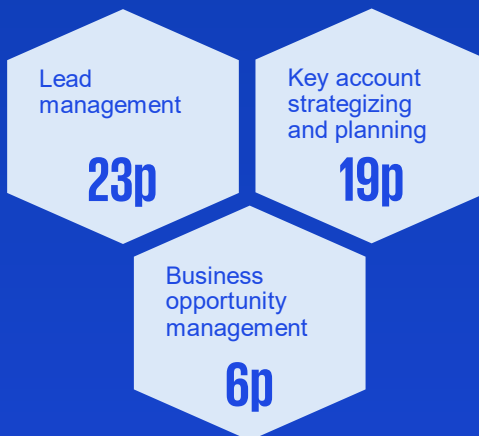 Lead
management
23p
Key account
strategizing
and planning
19p
Business
opportunity
management
6p